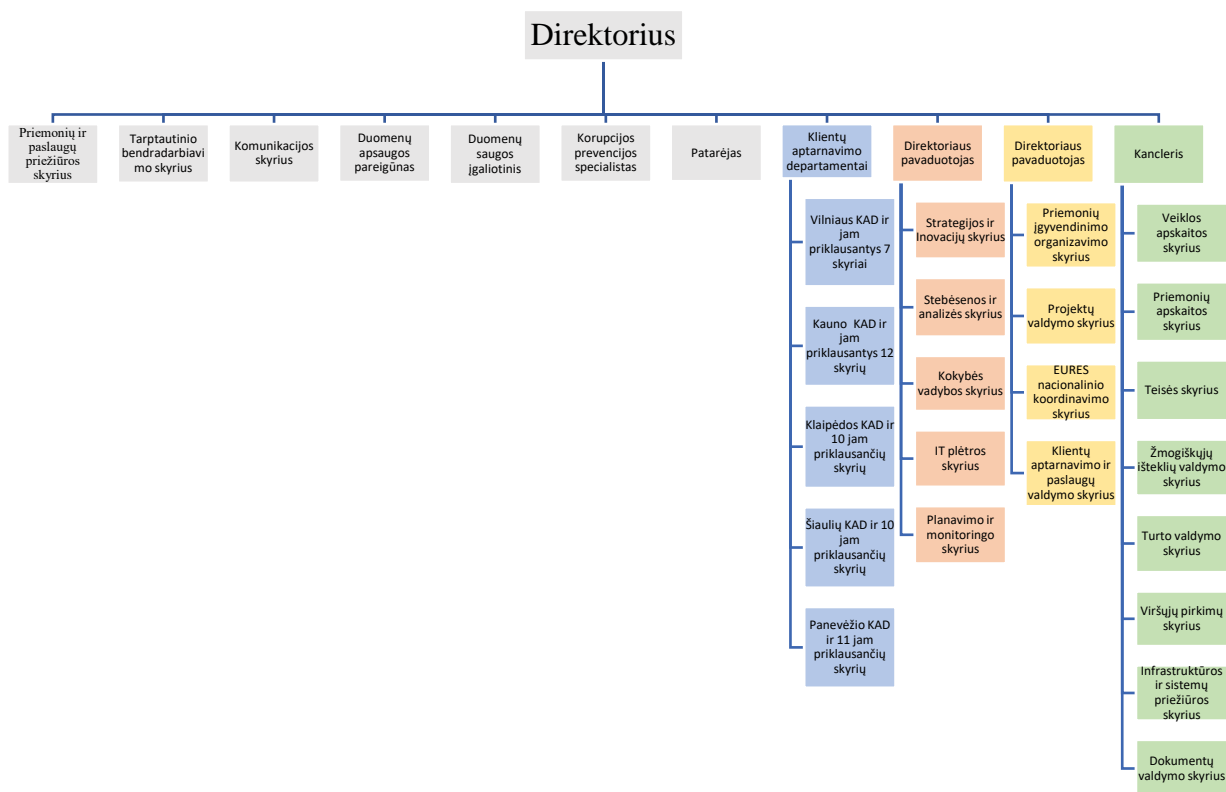 Direktorius
Priemonių ir
paslaugų
priežiūros
skyrius
Tarptautinio
bendradarbiavi
mo skyrius
Komunikacijos
skyrius
Duomenų
apsaugos
pareigūnas
Duomenų
saugos
įgaliotinis
Korupcijos
prevencijos
specialistas
Patarėjas
Klientų
aptarnavimo
departamentai
Direktoriaus
pavaduotojas
Direktoriaus
pavaduotojas
Kancleris
Vilniaus KAD ir
jam
priklausantys 7
skyriai
Kauno  KAD ir
jam
priklausantys 12
skyrių
Klaipėdos KAD ir
10 jam
priklausančių
skyrių
Šiaulių KAD ir 10
jam
priklausančių
skyrių
Panevėžio KAD
ir 11 jam
priklausančių
skyrių
Strategijos ir
Inovacijų skyrius
Stebėsenos ir
analizės skyrius
Kokybės
vadybos skyrius
IT plėtros
skyrius
Planavimo ir
monitoringo
skyrius
Priemonių
įgyvendinimo
organizavimo
skyrius
Projektų
valdymo skyrius
EURES
nacionalinio
koordinavimo
skyrius
Klientų
aptarnavimo ir
paslaugų
valdymo skyrius
Veiklos
apskaitos
skyrius
Priemonių
apskaitos
skyrius
Teisės skyrius
Žmogiškųjų
išteklių valdymo
skyrius
Turto valdymo
skyrius
Viršųjų pirkimų
skyrius
Infrastruktūros
ir sistemų
priežiūros
skyrius
Dokumentų
valdymo skyrius